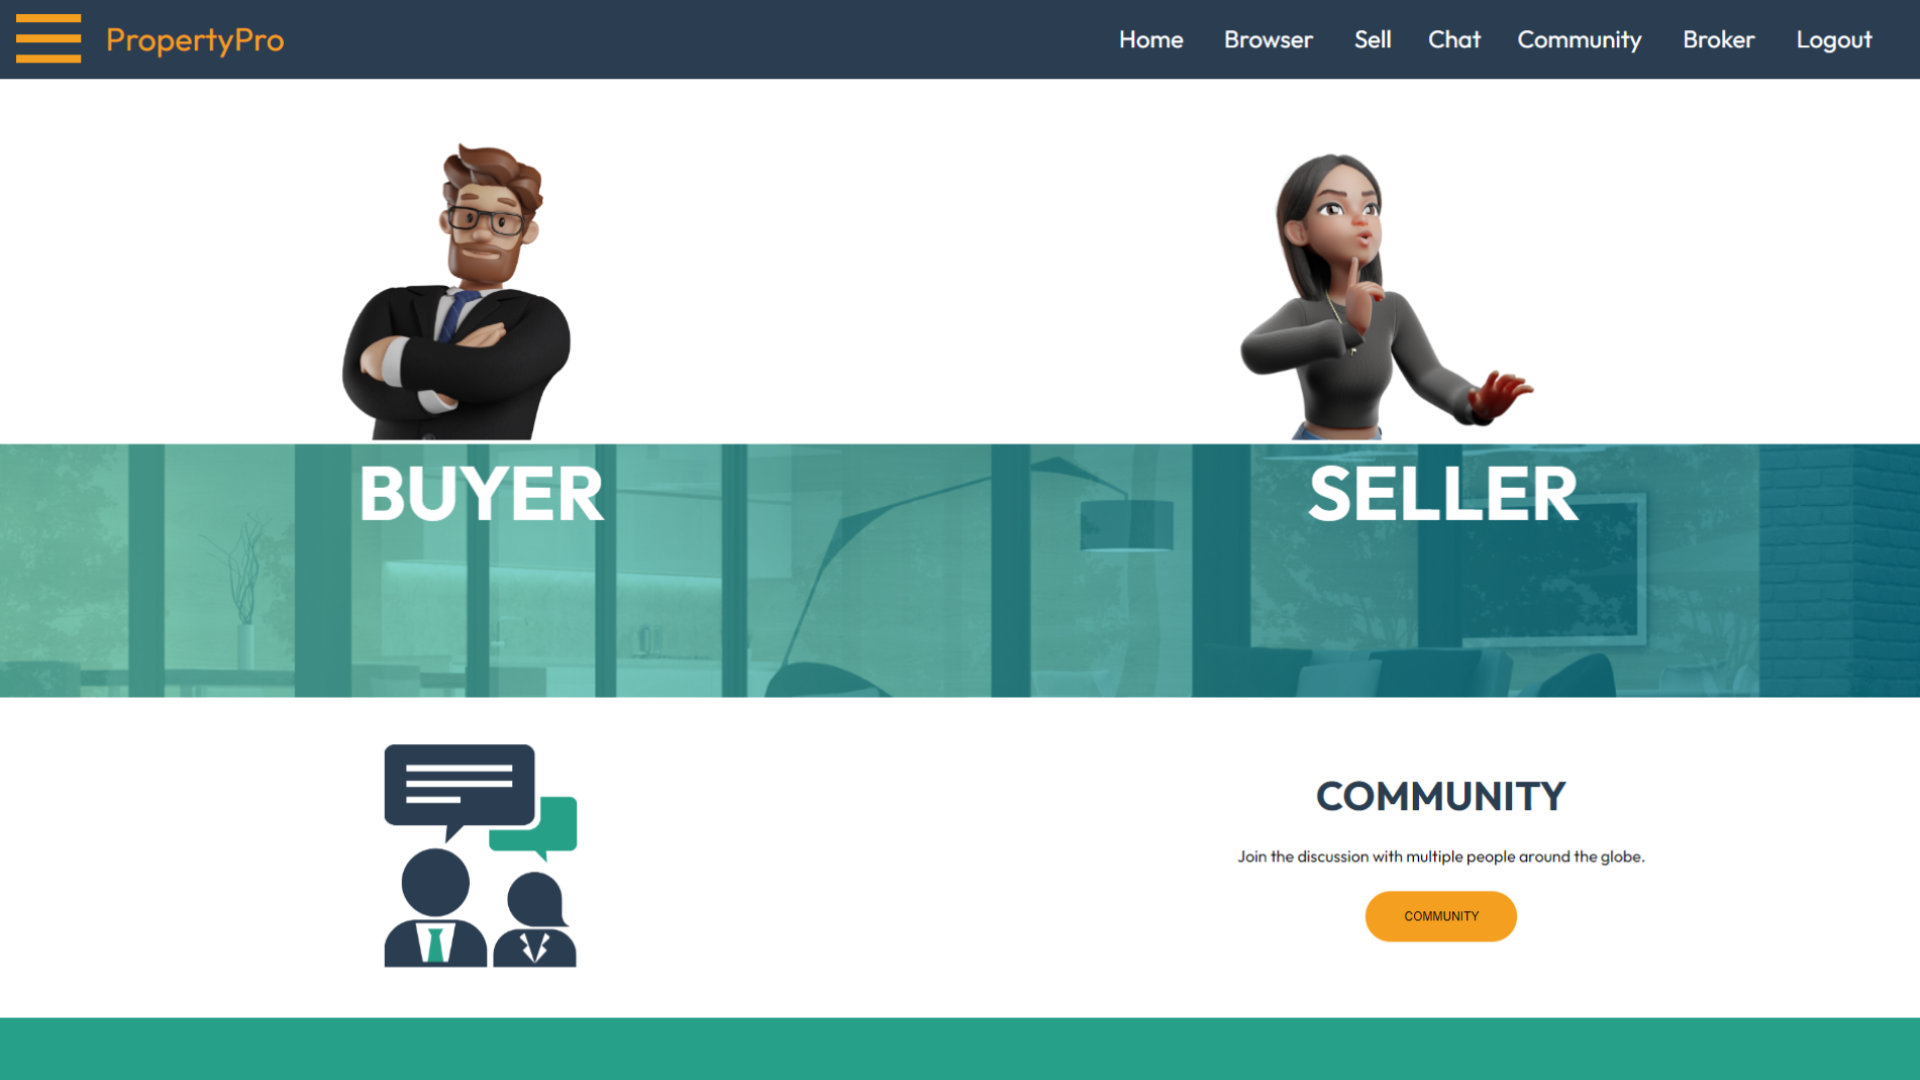 PropertyPro
Home Browser Sell Chat Community Broker Logout
BUYER
SELLER
COMMUNITY
Join the discussion with multiple people around the globe.
COMMUNITY